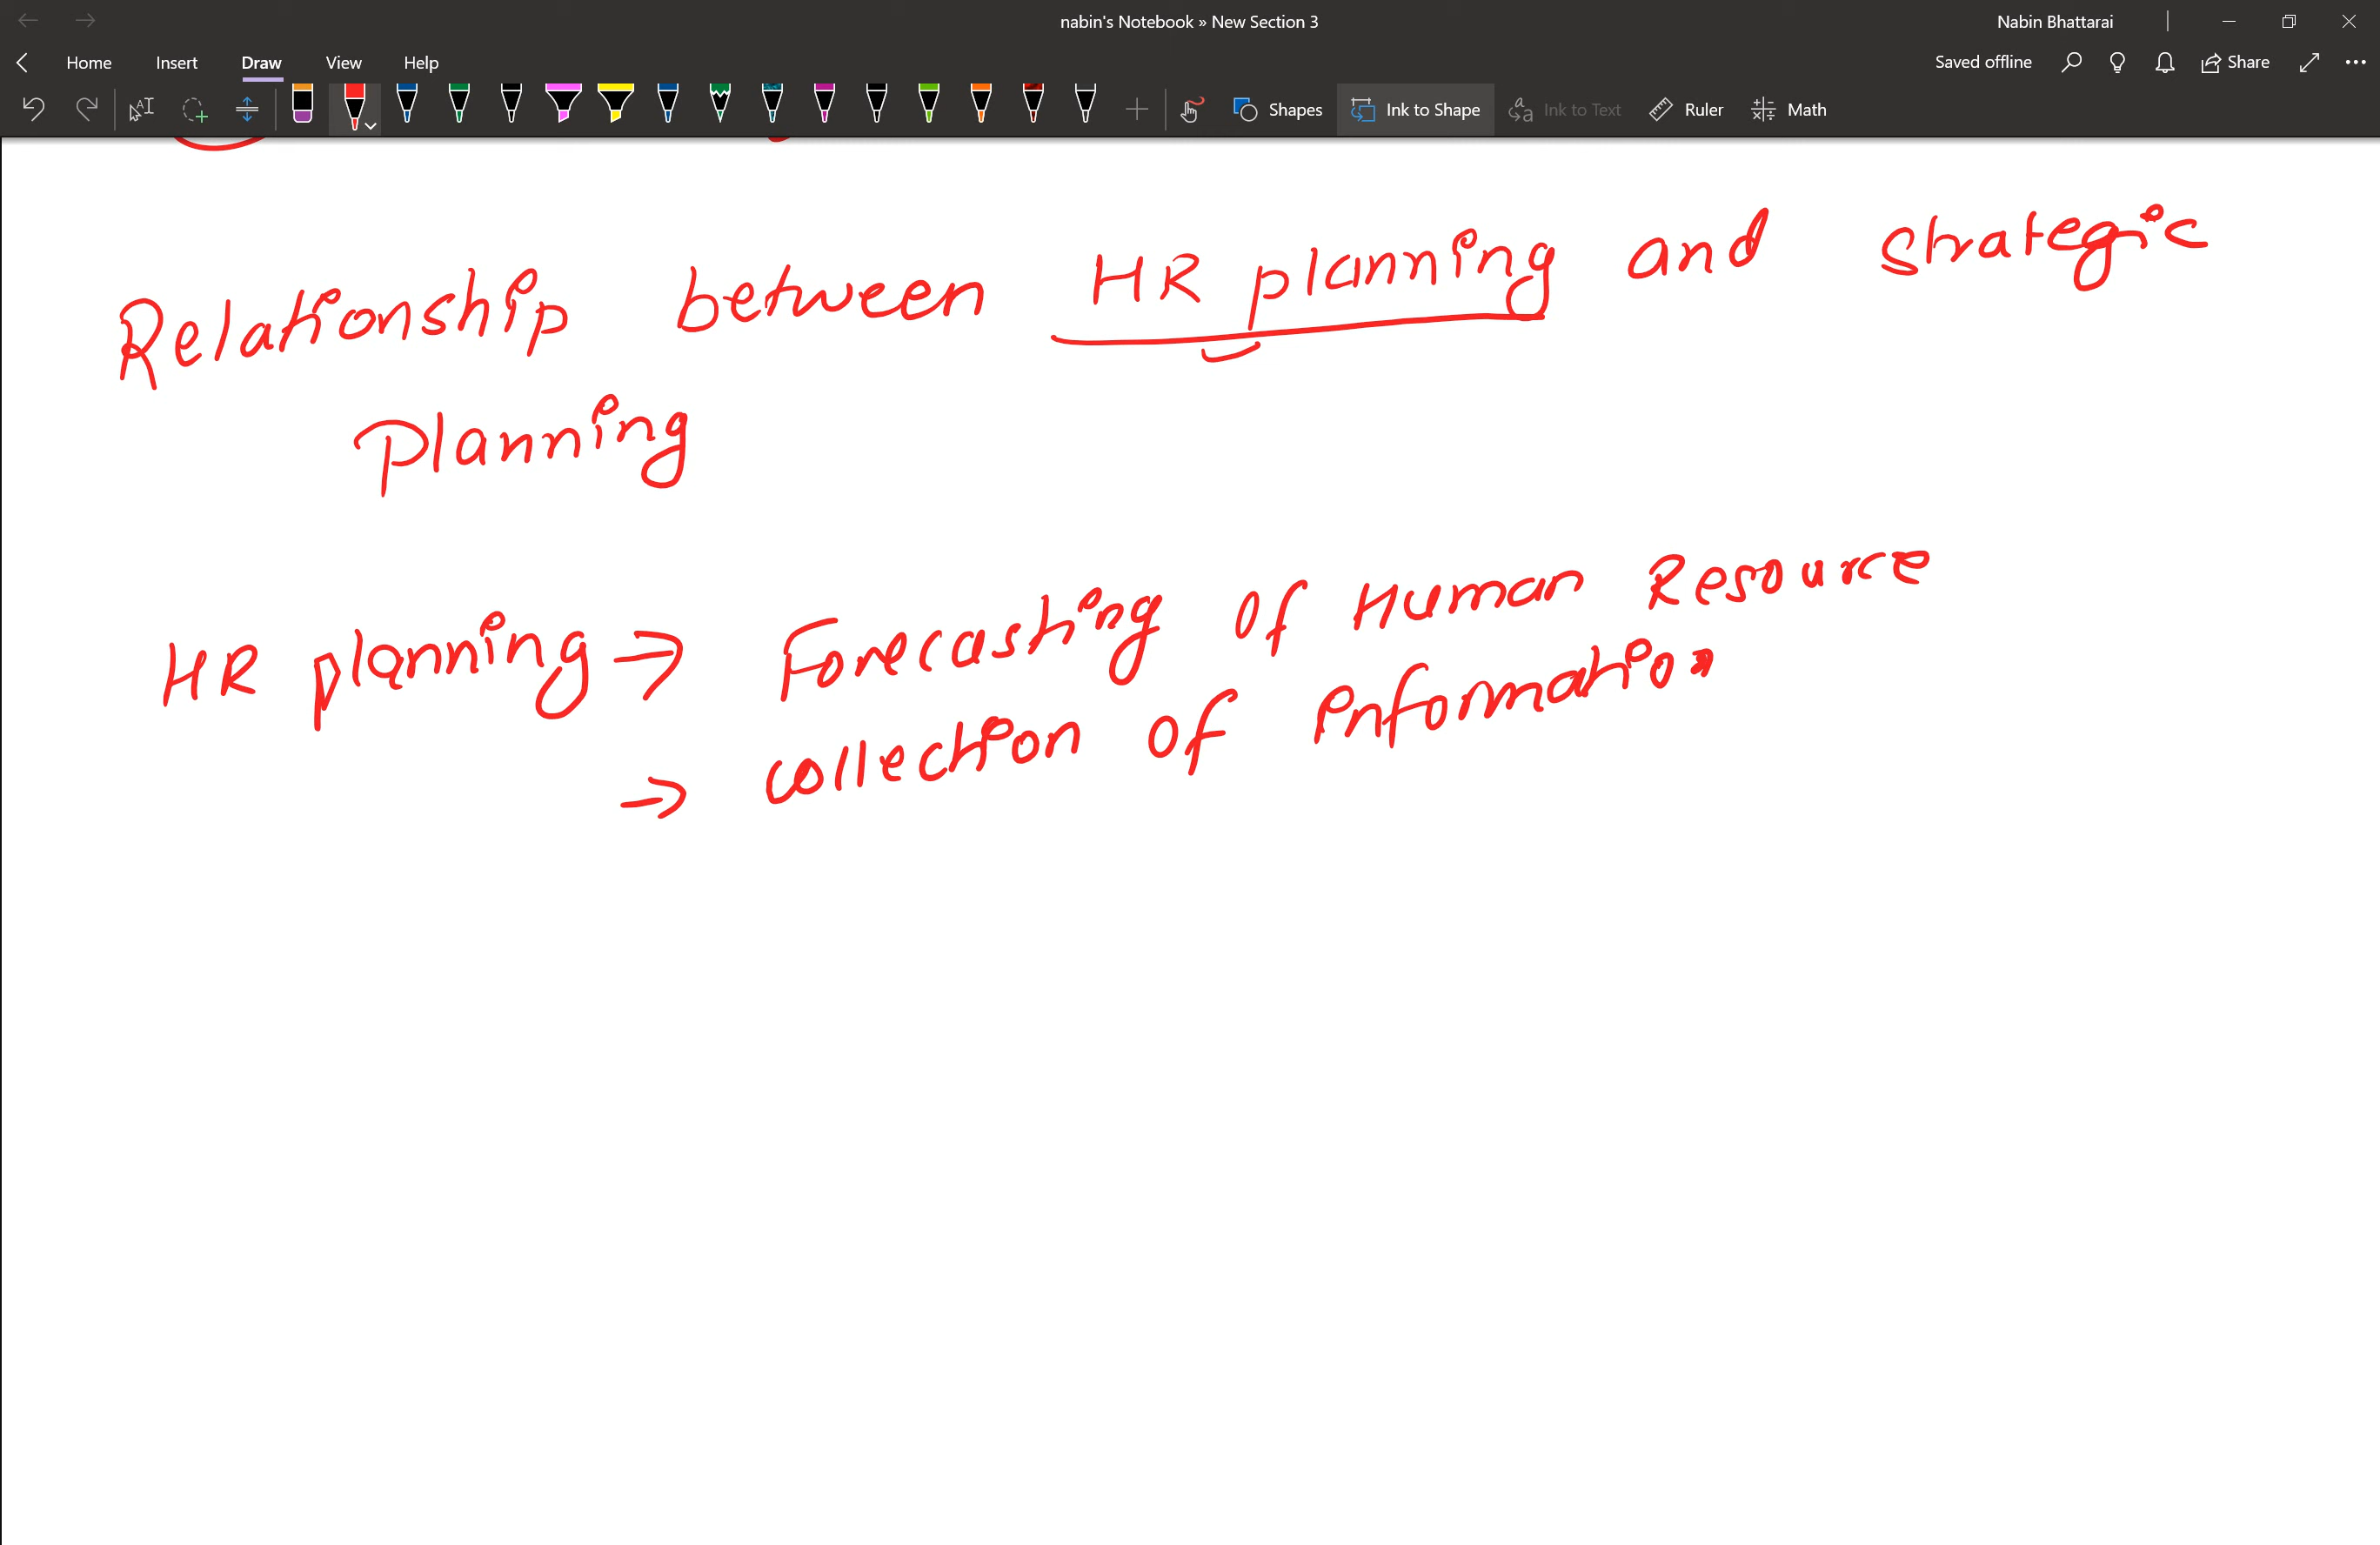 nabin's Notebook » New Section 3
Nabin Bhattarai
Home Insert Draw View Help
Saved offline
Share
Shapes Ink to Shape Ink to Text Ruler Math
Relationship between HR planning and strategic
Planning
HR planning → Forecasting of Human Resource
→ collection of information